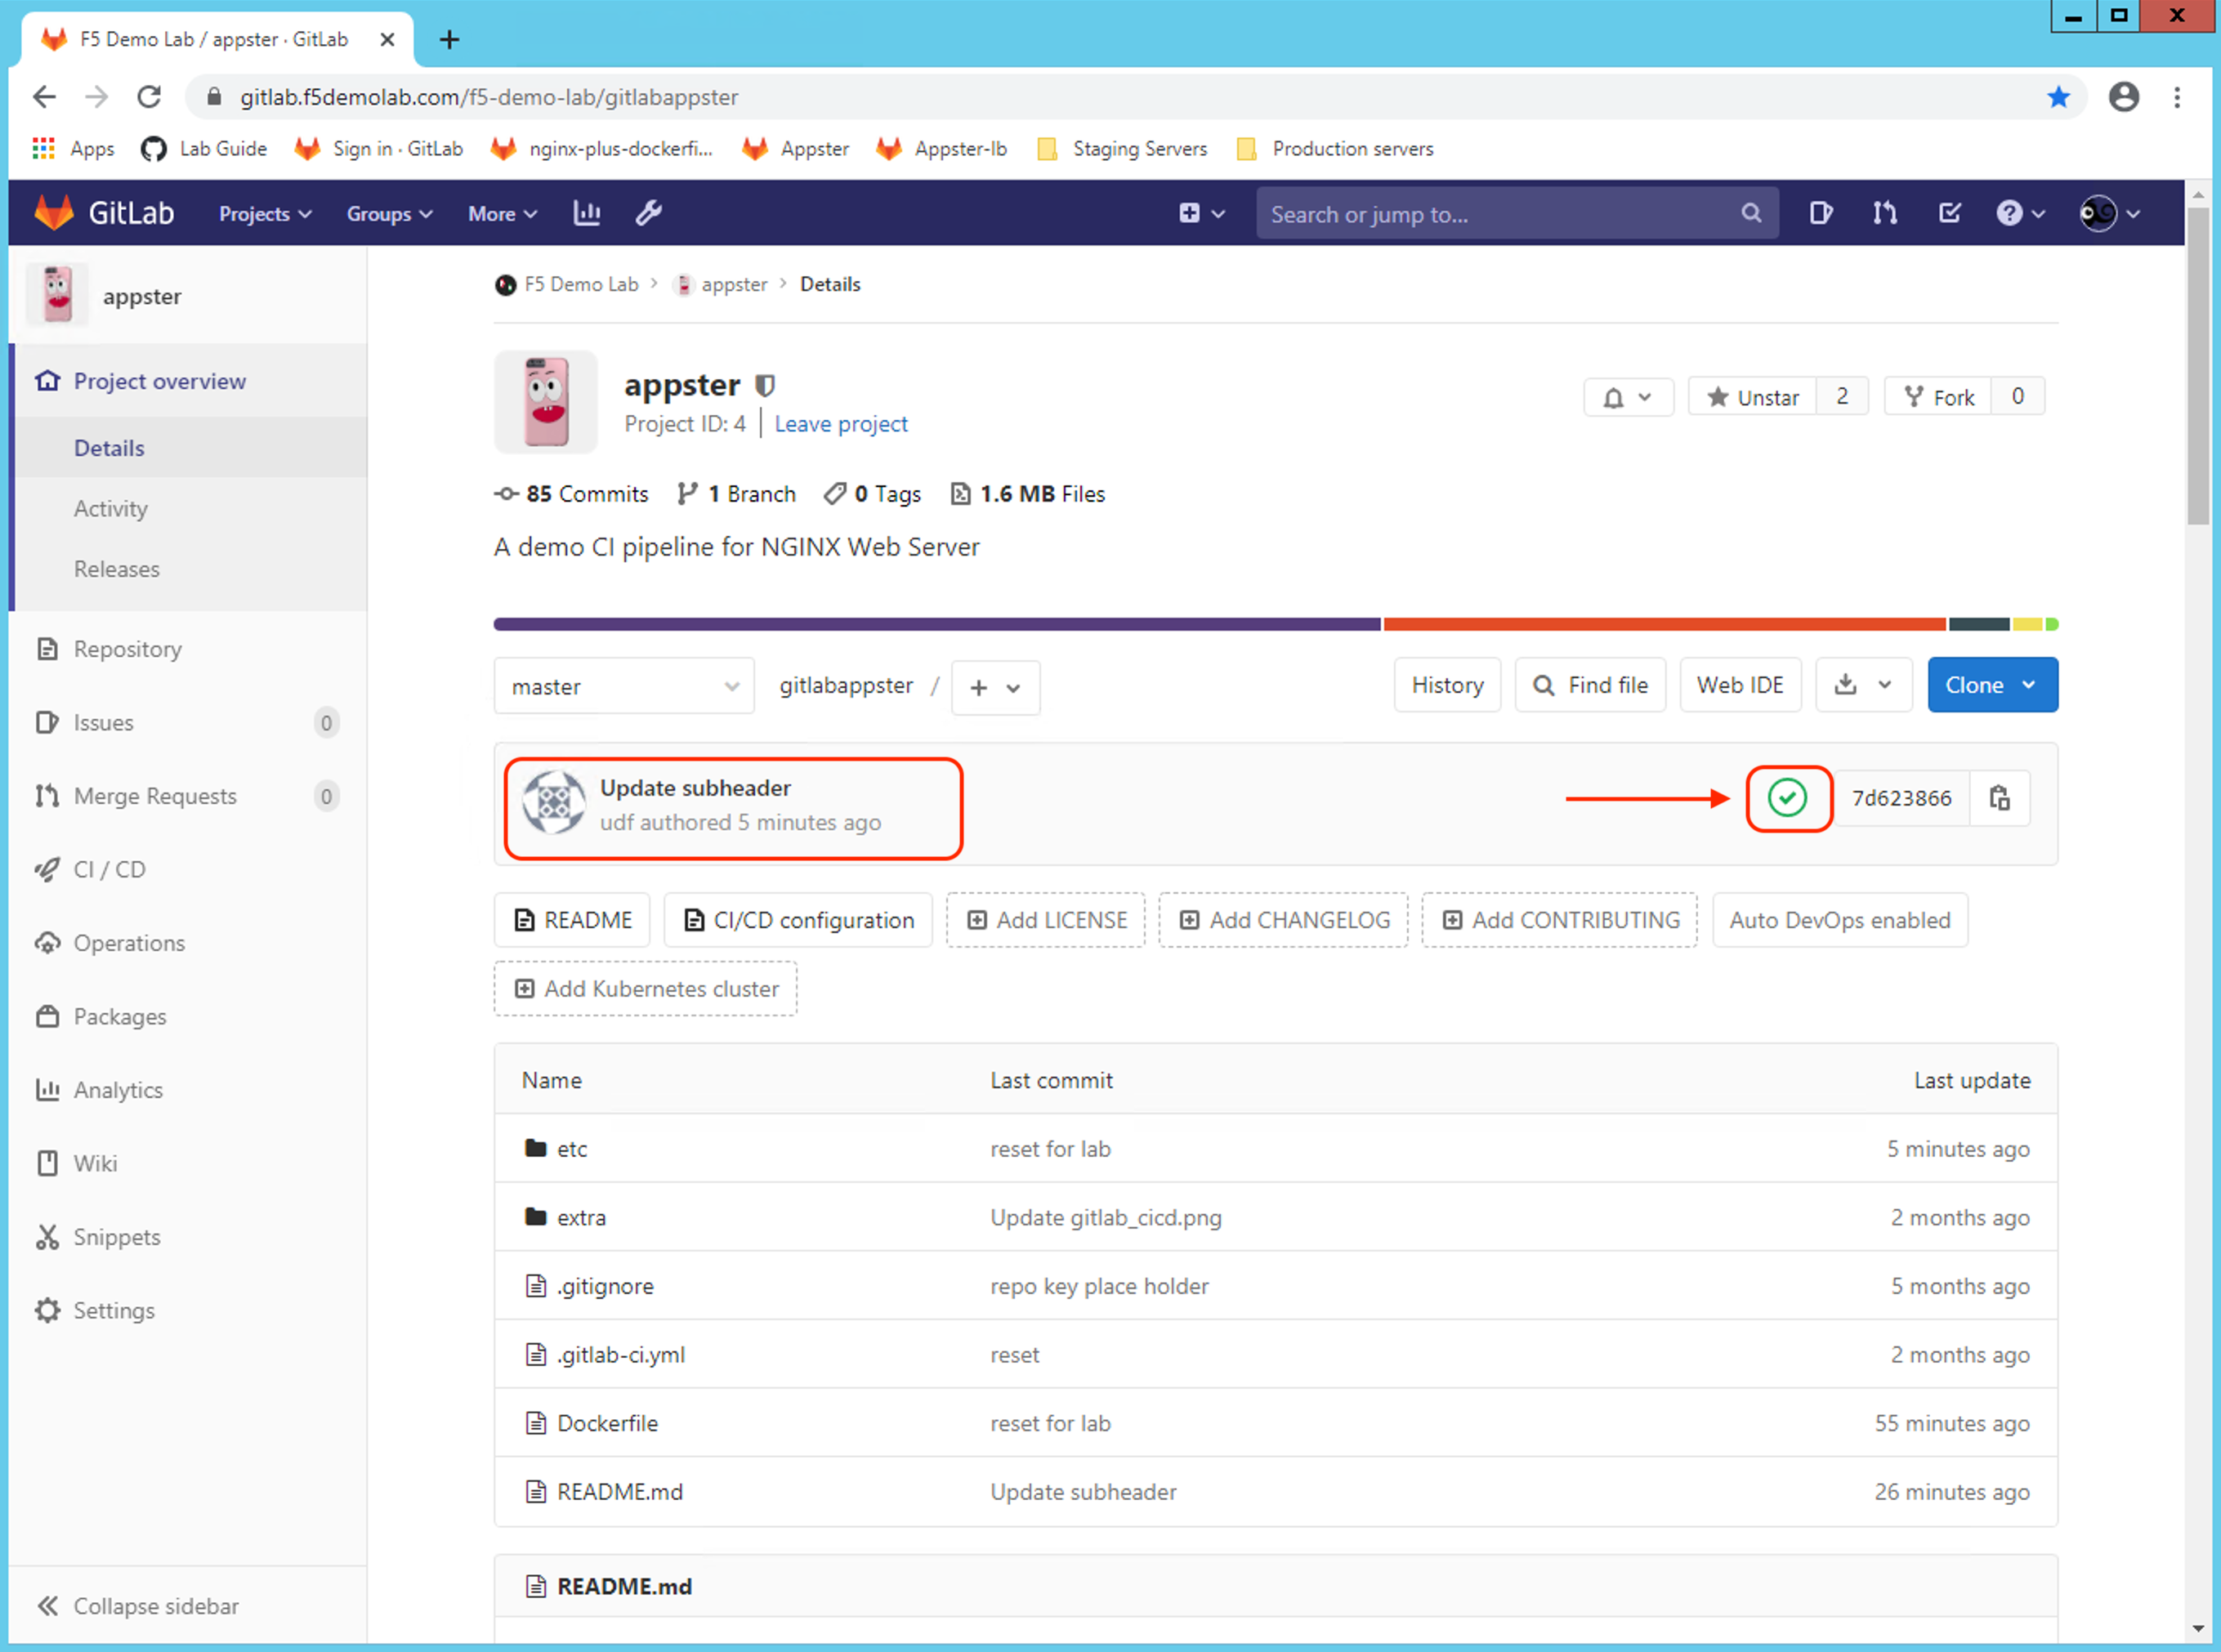 F5 Demo Lab / appster · GitLab
gitlab.f5demolab.com/f5-demo-lab/gitlabappster
Apps Lab Guide Sign in · GitLab nginx-plus-dockerfi... Appster Appster-lb Staging Servers Production servers
GitLab Projects Groups More Search or jump to...
appster
Project overview
Details
Activity
Releases
Repository
Issues 0
Merge Requests 0
CI / CD
Operations
Packages
Analytics
Wiki
Snippets
Settings
Collapse sidebar
F5 Demo Lab > appster > Details
appster
Project ID: 4 | Leave project
Unstar 2 Fork 0
85 Commits 1 Branch 0 Tags 1.6 MB Files
A demo CI pipeline for NGINX Web Server
master gitlabappster / + History Find file Web IDE Clone
Update subheader
udf authored 5 minutes ago
7d623866
README CI/CD configuration Add LICENSE Add CHANGELOG Add CONTRIBUTING Auto DevOps enabled
Add Kubernetes cluster
Name Last commit Last update
etc reset for lab 5 minutes ago
extra Update gitlab_cicd.png 2 months ago
.gitignore repo key place holder 5 months ago
.gitlab-ci.yml reset 2 months ago
Dockerfile reset for lab 55 minutes ago
README.md Update subheader 26 minutes ago
README.md